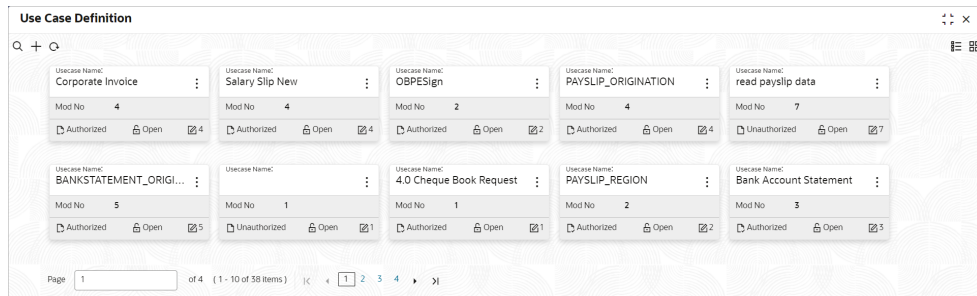 Use Case Definition
Usecase Name:
Corporate Invoice
Mod No 4
Authorized Open 4
Usecase Name:
Salary Slip New
Mod No 4
Authorized Open 4
Usecase Name:
OBPESign
Mod No 2
Authorized Open 2
Usecase Name:
PAYSLIP_ORIGINATION
Mod No 4
Authorized Open 4
Usecase Name:
read payslip data
Mod No 7
Unauthorized Open 7
Usecase Name:
BANKSTATEMENT_ORIGI...
Mod No 5
Authorized Open 5
Usecase Name:
Mod No 1
Unauthorized Open 1
Usecase Name:
4.0 Cheque Book Request
Mod No 1
Authorized Open 1
Usecase Name:
PAYSLIP_REGION
Mod No 2
Authorized Open 2
Usecase Name:
Bank Account Statement
Mod No 3
Authorized Open 3
Page 1 of 4 (1 - 10 of 38 items) 1 2 3 4